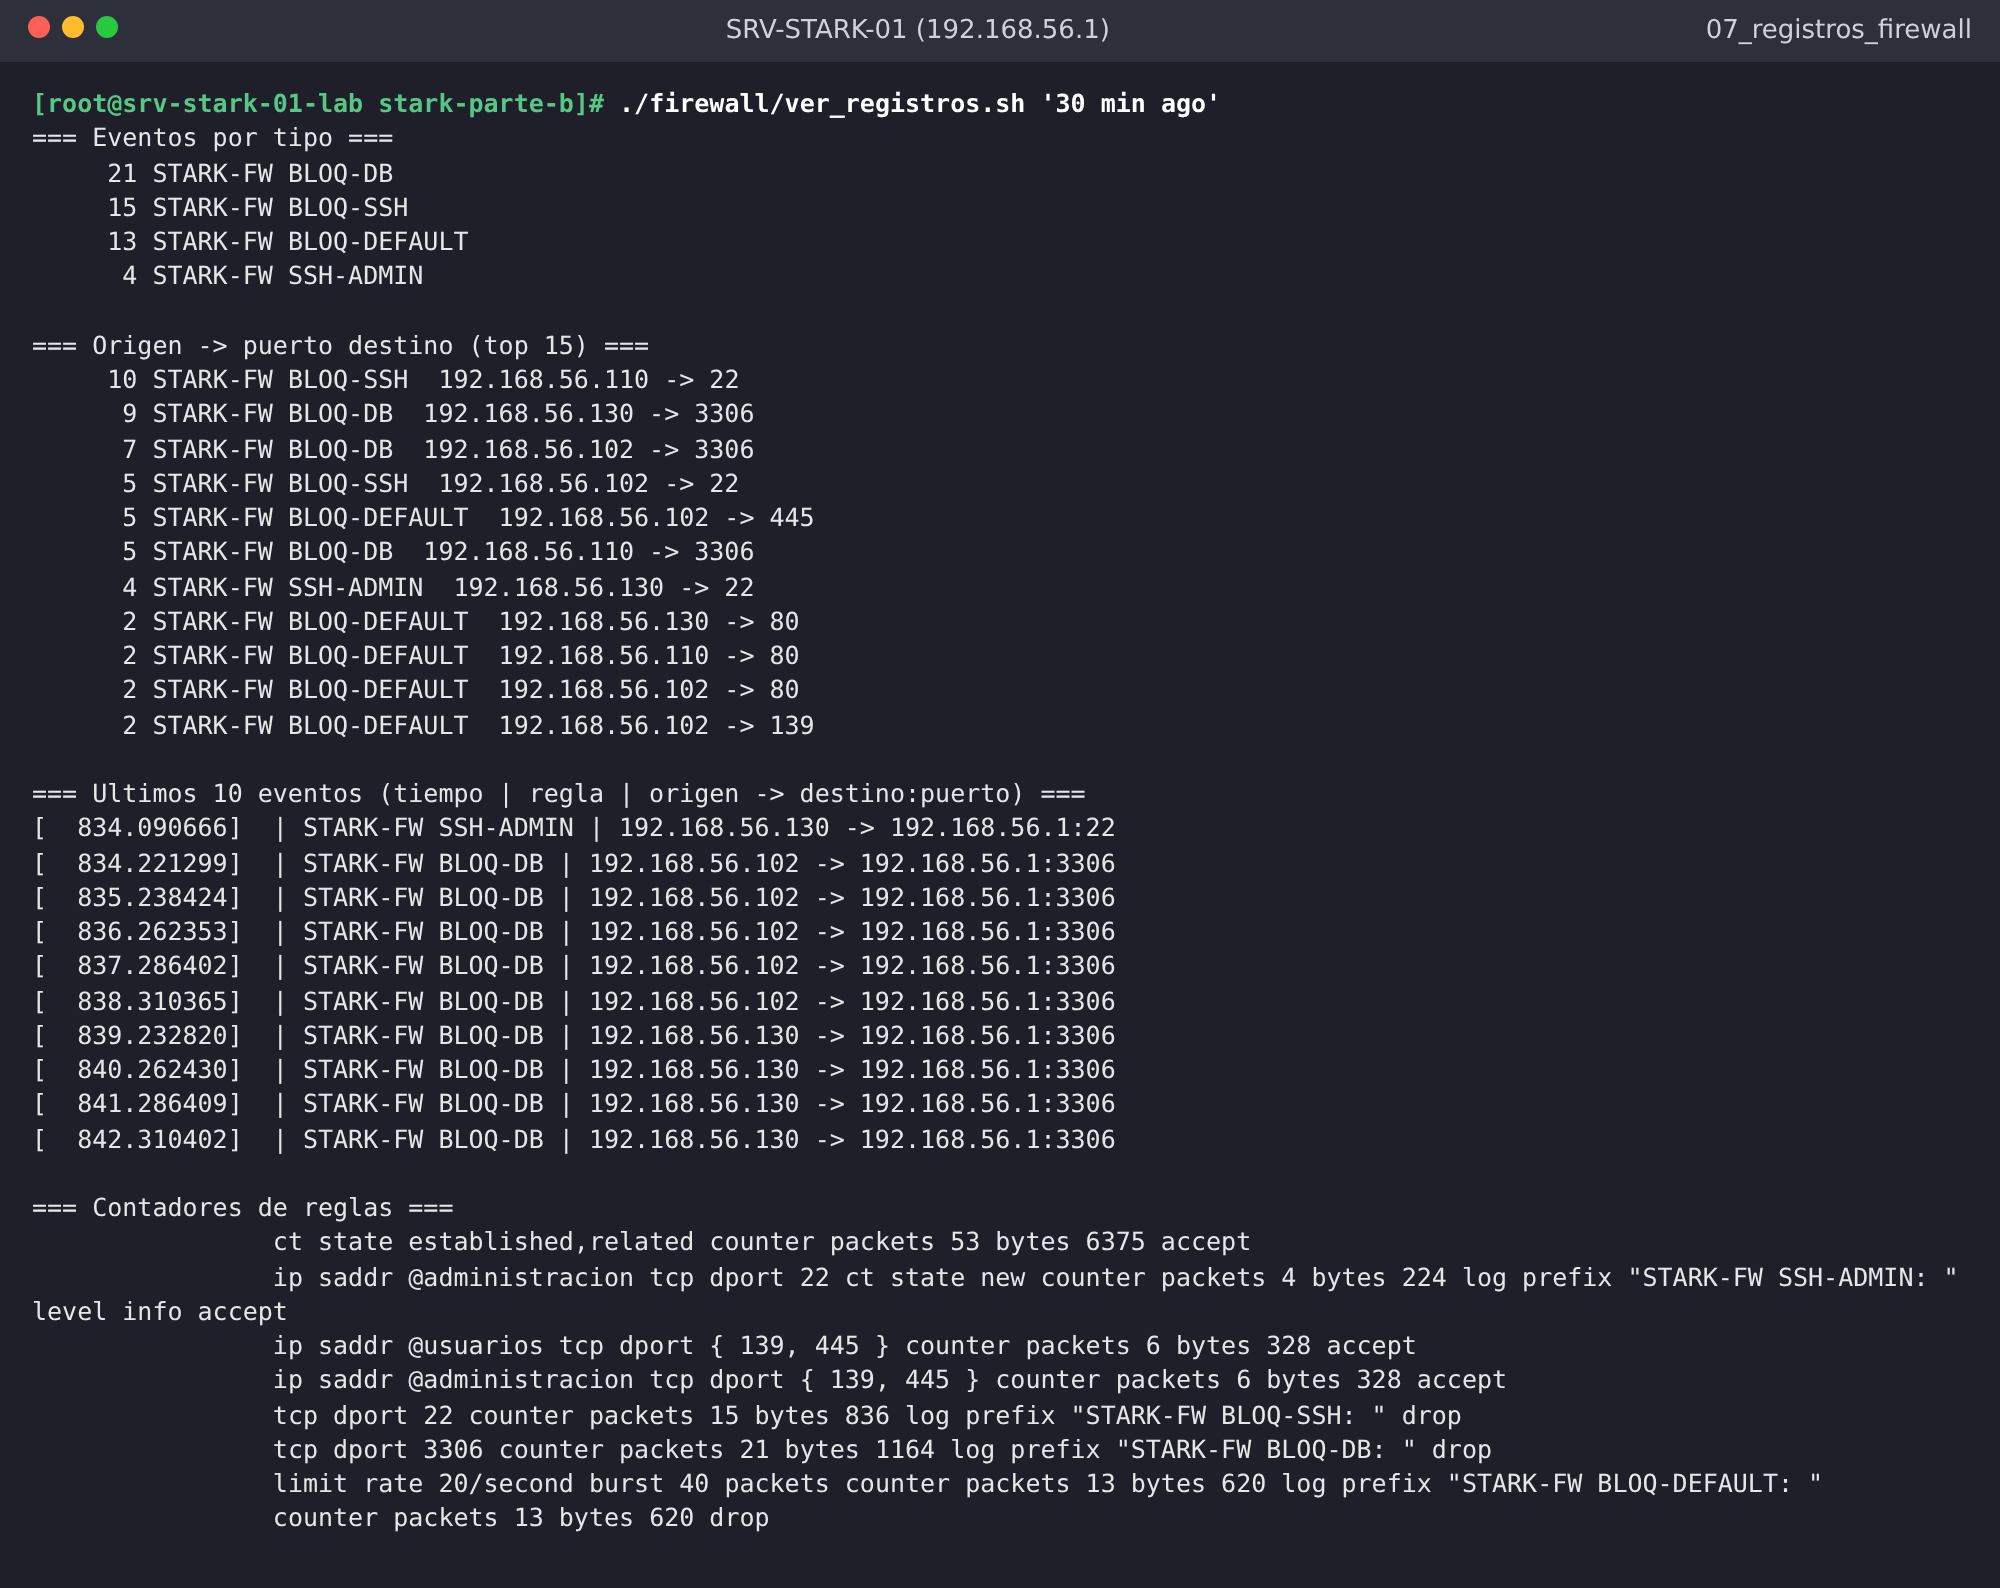 SRV-STARK-01 (192.168.56.1)
07_registros_firewall
[root@srv-stark-01-lab stark-parte-b]# ./firewall/ver_registros.sh '30 min ago'
=== Eventos por tipo ===
     21 STARK-FW BLOQ-DB
     15 STARK-FW BLOQ-SSH
     13 STARK-FW BLOQ-DEFAULT
      4 STARK-FW SSH-ADMIN

=== Origen -> puerto destino (top 15) ===
     10 STARK-FW BLOQ-SSH  192.168.56.110 -> 22
      9 STARK-FW BLOQ-DB  192.168.56.130 -> 3306
      7 STARK-FW BLOQ-DB  192.168.56.102 -> 3306
      5 STARK-FW BLOQ-SSH  192.168.56.102 -> 22
      5 STARK-FW BLOQ-DEFAULT  192.168.56.102 -> 445
      5 STARK-FW BLOQ-DB  192.168.56.110 -> 3306
      4 STARK-FW SSH-ADMIN  192.168.56.130 -> 22
      2 STARK-FW BLOQ-DEFAULT  192.168.56.130 -> 80
      2 STARK-FW BLOQ-DEFAULT  192.168.56.110 -> 80
      2 STARK-FW BLOQ-DEFAULT  192.168.56.102 -> 80
      2 STARK-FW BLOQ-DEFAULT  192.168.56.102 -> 139

=== Ultimos 10 eventos (tiempo | regla | origen -> destino:puerto) ===
[  834.090666]  | STARK-FW SSH-ADMIN | 192.168.56.130 -> 192.168.56.1:22
[  834.221299]  | STARK-FW BLOQ-DB | 192.168.56.102 -> 192.168.56.1:3306
[  835.238424]  | STARK-FW BLOQ-DB | 192.168.56.102 -> 192.168.56.1:3306
[  836.262353]  | STARK-FW BLOQ-DB | 192.168.56.102 -> 192.168.56.1:3306
[  837.286402]  | STARK-FW BLOQ-DB | 192.168.56.102 -> 192.168.56.1:3306
[  838.310365]  | STARK-FW BLOQ-DB | 192.168.56.102 -> 192.168.56.1:3306
[  839.232820]  | STARK-FW BLOQ-DB | 192.168.56.130 -> 192.168.56.1:3306
[  840.262430]  | STARK-FW BLOQ-DB | 192.168.56.130 -> 192.168.56.1:3306
[  841.286409]  | STARK-FW BLOQ-DB | 192.168.56.130 -> 192.168.56.1:3306
[  842.310402]  | STARK-FW BLOQ-DB | 192.168.56.130 -> 192.168.56.1:3306

=== Contadores de reglas ===
                ct state established,related counter packets 53 bytes 6375 accept
                ip saddr @administracion tcp dport 22 ct state new counter packets 4 bytes 224 log prefix "STARK-FW SSH-ADMIN: "
level info accept
                ip saddr @usuarios tcp dport { 139, 445 } counter packets 6 bytes 328 accept
                ip saddr @administracion tcp dport { 139, 445 } counter packets 6 bytes 328 accept
                tcp dport 22 counter packets 15 bytes 836 log prefix "STARK-FW BLOQ-SSH: " drop
                tcp dport 3306 counter packets 21 bytes 1164 log prefix "STARK-FW BLOQ-DB: " drop
                limit rate 20/second burst 40 packets counter packets 13 bytes 620 log prefix "STARK-FW BLOQ-DEFAULT: "
                counter packets 13 bytes 620 drop